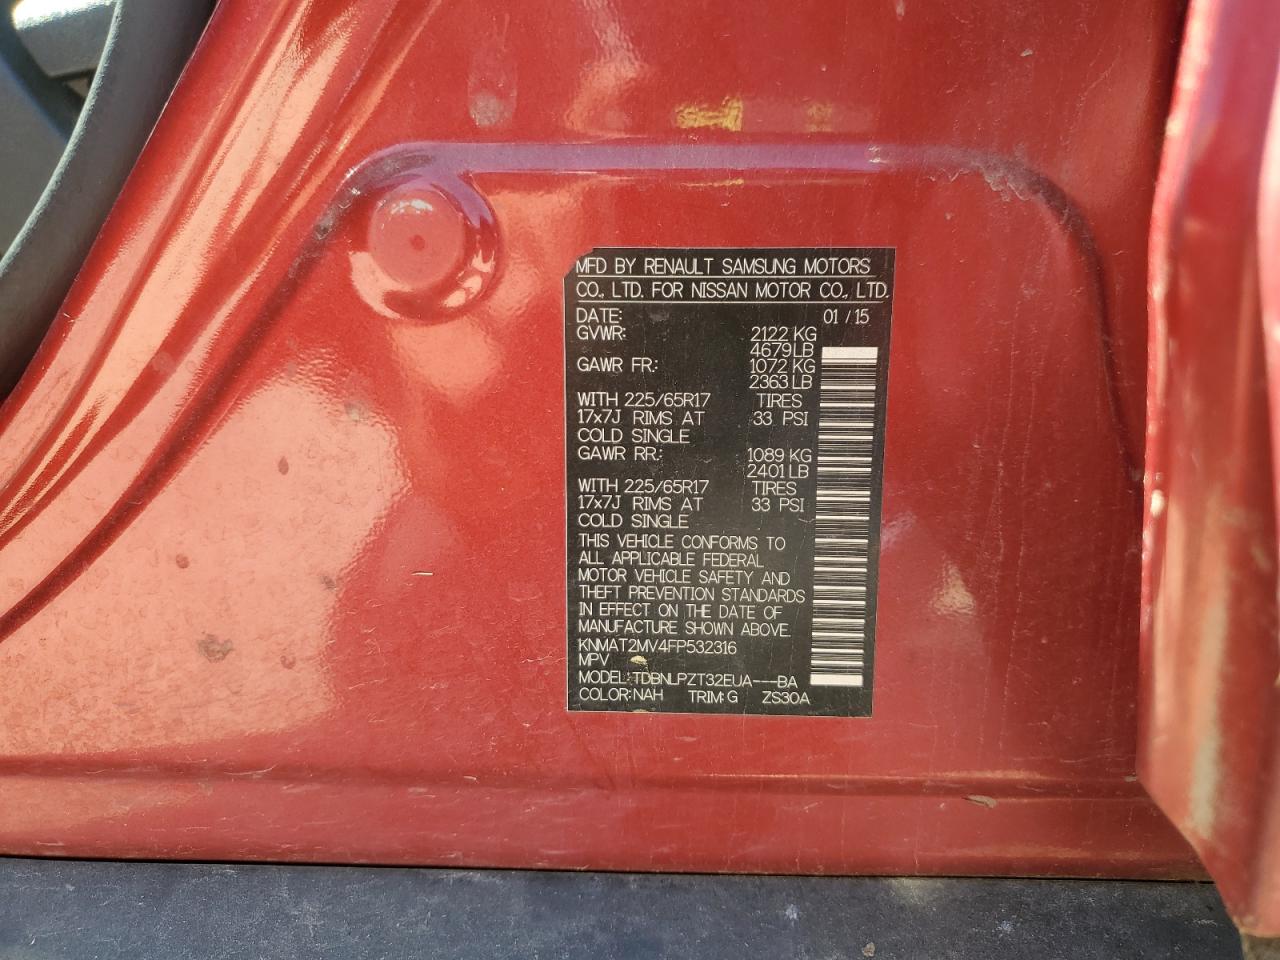 MFD BY RENAULT SAMSUNG MOTORS
CO., LTD. FOR NISSAN MOTOR CO., LTD.
DATE: 01 / 15
GVWR: 2122 KG
4679 LB
GAWR FR.: 1072 KG
2363 LB
WITH 225/65R17 TIRES
17x7J RIMS AT 33 PSI
COLD SINGLE
GAWR RR.: 1089 KG
2401 LB
WITH 225/65R17 TIRES
17x7J RIMS AT 33 PSI
COLD SINGLE
THIS VEHICLE CONFORMS TO
ALL APPLICABLE FEDERAL
MOTOR VEHICLE SAFETY AND
THEFT PREVENTION STANDARDS
IN EFFECT ON THE DATE OF
MANUFACTURE SHOWN ABOVE.
KNMAT2MV4FP532316
MPV
MODEL: TDBNLPZT32EUA---BA
COLOR: NAH TRIM: G ZS30A